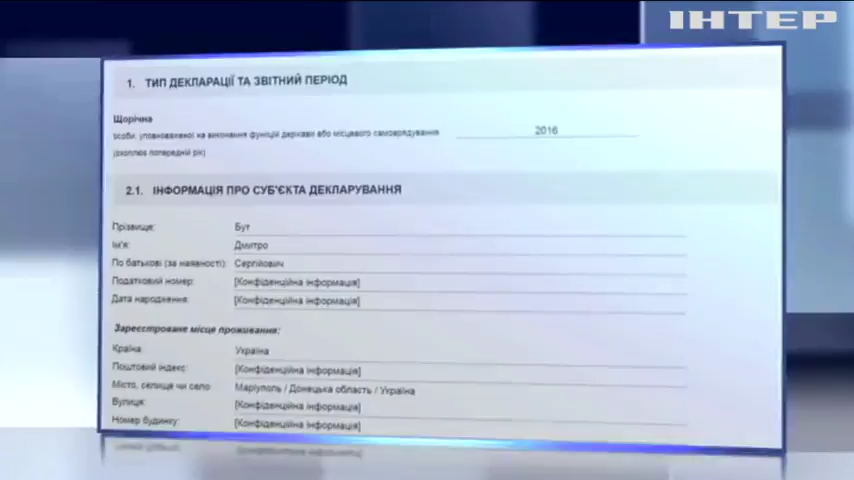 ІНТЕР
1. ТИП ДЕКЛАРАЦІЇ ТА ЗВІТНИЙ ПЕРІОД
Щорічна
особи, уповноваженої на виконання функцій держави або місцевого самоврядування 2016
(охоплює попередній рік)
2.1. ІНФОРМАЦІЯ ПРО СУБ'ЄКТА ДЕКЛАРУВАННЯ
Прізвище: Бут
Ім'я: Дмитро
По батькові (за наявності): Сергійович
Податковий номер: [Конфіденційна інформація]
Дата народження: [Конфіденційна інформація]
Зареєстроване місце проживання:
Країна: Україна
Поштовий індекс: [Конфіденційна інформація]
Місто, селище чи село: Маріуполь / Донецька область / Україна
Вулиця: [Конфіденційна інформація]
Номер будинку: [Конфіденційна інформація]